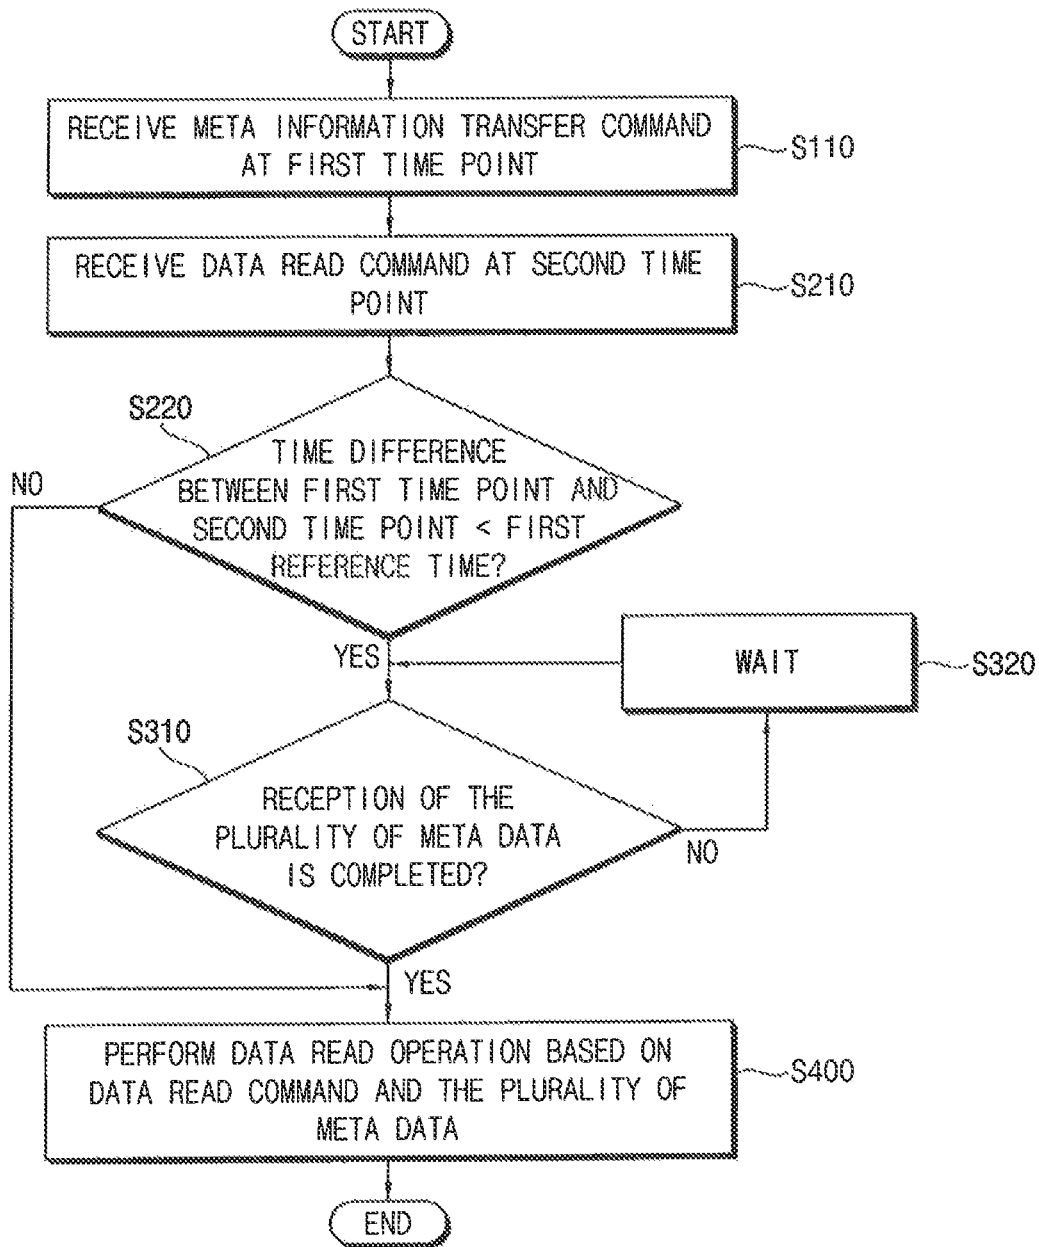 START
RECEIVE META INFORMATION TRANSFER COMMAND
AT FIRST TIME POINT
S110
RECEIVE DATA READ COMMAND AT SECOND TIME
POINT
S210
S220
TIME DIFFERENCE
BETWEEN FIRST TIME POINT AND
SECOND TIME POINT < FIRST
REFERENCE TIME?
NO
YES
WAIT
S320
S310
RECEPTION OF THE
PLURALITY OF META DATA
IS COMPLETED?
NO
YES
PERFORM DATA READ OPERATION BASED ON
DATA READ COMMAND AND THE PLURALITY OF
META DATA
S400
END